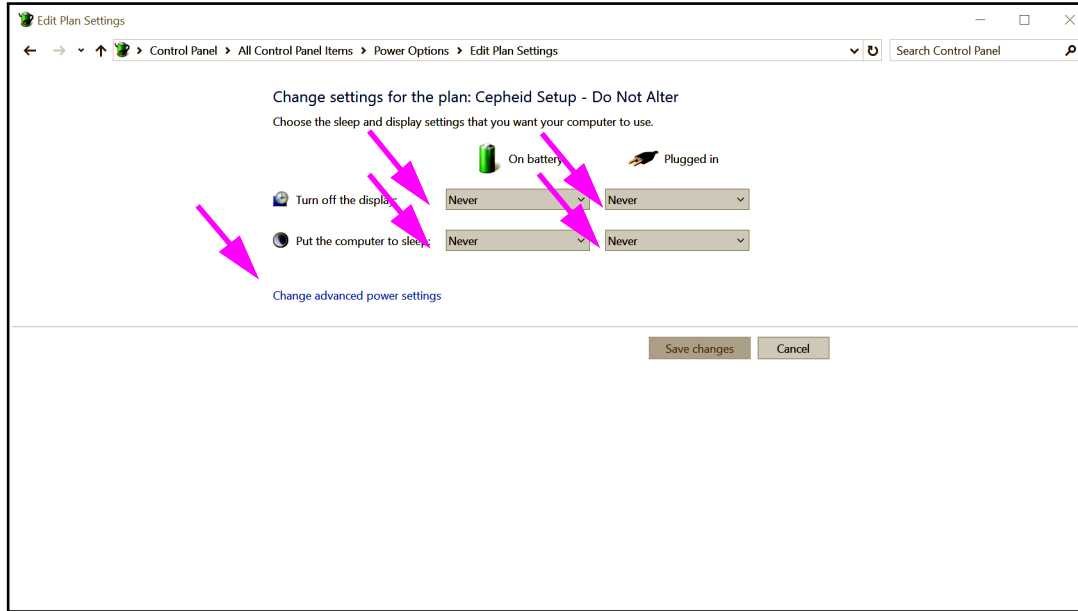 Edit Plan Settings
Control Panel > All Control Panel Items > Power Options > Edit Plan Settings
Search Control Panel
Change settings for the plan: Cepheid Setup - Do Not Alter
Choose the sleep and display settings that you want your computer to use.
On battery
Plugged in
Turn off the display: Never Never
Put the computer to sleep: Never Never
Change advanced power settings
Save changes Cancel